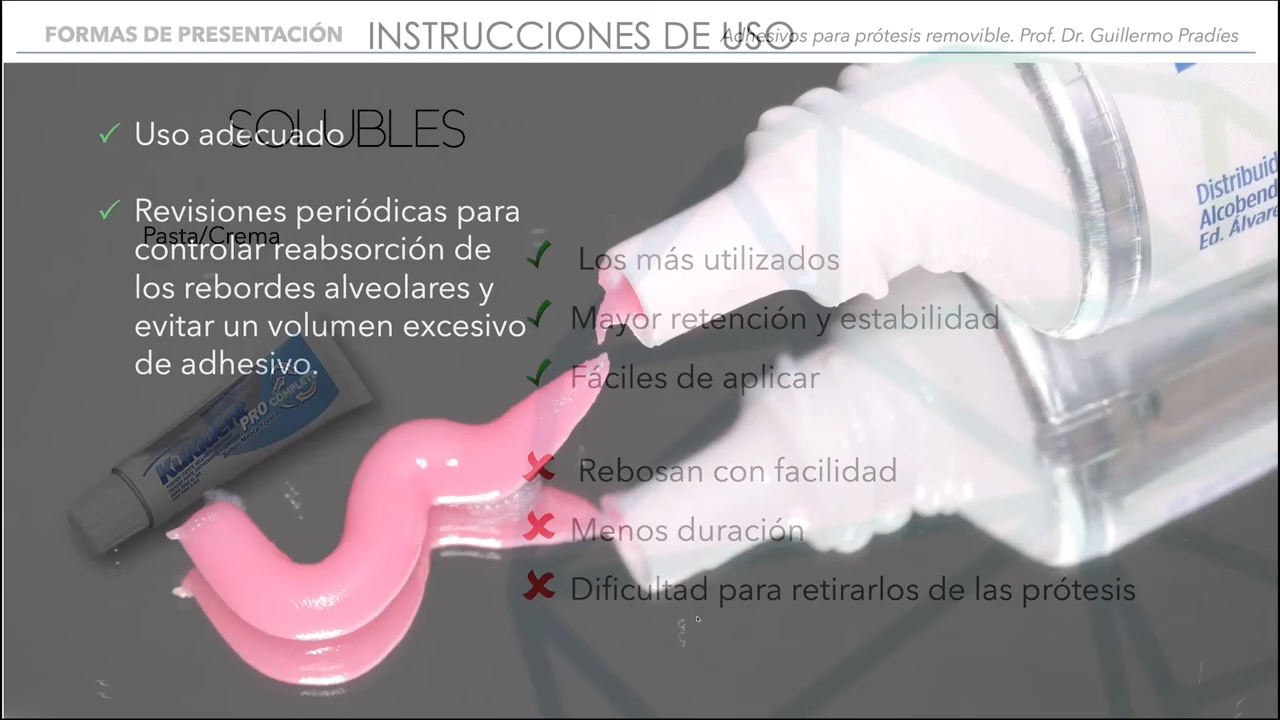 FORMAS DE PRESENTACIÓN
INSTRUCCIONES DE USO
Adhesivos para prótesis removible. Prof. Dr. Guillermo Pradíes
SOLUBLES
Uso adecuado
Revisiones periódicas para
controlar reabsorción de
los rebordes alveolares y
evitar un volumen excesivo
de adhesivo.
Pasta/Crema
Los más utilizados
Mayor retención y estabilidad
Fáciles de aplicar
Rebosan con facilidad
Menos duración
Dificultad para retirarlos de las prótesis
Kukident PRO
COMPLETE
Distribuid
Alcobend
Ed. Álvare